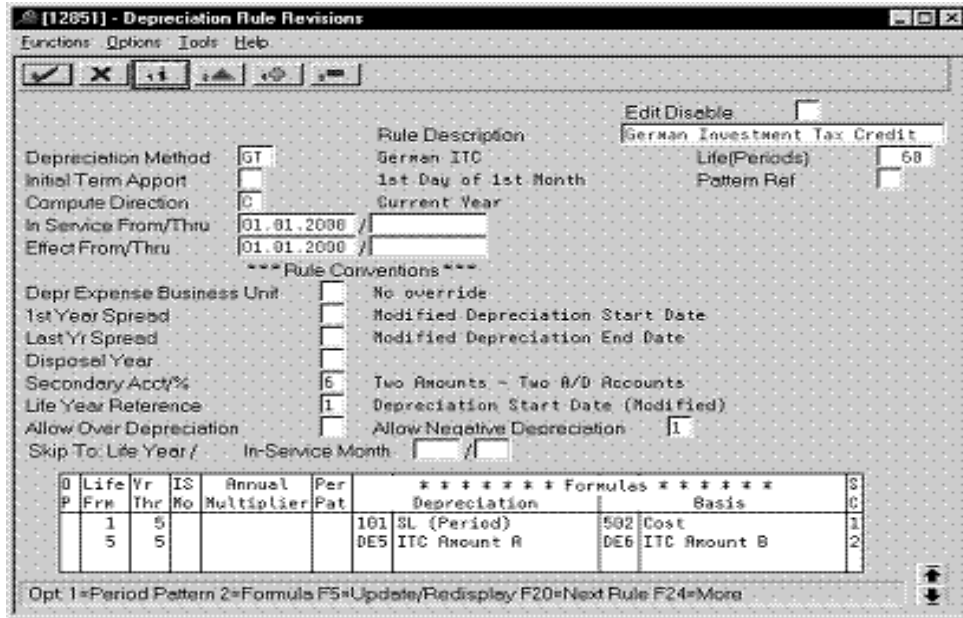 [12851] - Depreciation Rule Revisions
Functions Options Tools Help
Edit Disable
Rule Description German Investment Tax Credit
Depreciation Method GT German ITC Life(Periods) 60
Initial Term Apport 1st Day of 1st Month Pattern Ref
Compute Direction C Current Year
In Service From/Thru 01.01.2000 /
Effect From/Thru 01.01.2000 /
*** Rule Conventions ***
Depr Expense Business Unit No override
1st Year Spread Modified Depreciation Start Date
Last Yr Spread Modified Depreciation End Date
Disposal Year
Secondary Acct/% 6 Two Amounts - Two A/D Accounts
Life Year Reference 1 Depreciation Start Date (Modified)
Allow Over Depreciation Allow Negative Depreciation 1
Skip To: Life Year / In-Service Month /
O Life Yr IS Annual Per * * * * * * * Formulas * * * * * * S
P Frm Thr Mo Multiplier Pat Depreciation Basis C
1 5 101 SL (Period) 502 Cost 1
5 5 DE5 ITC Amount A DE6 ITC Amount B 2
Opt: 1=Period Pattern 2=Formula F5=Update/Redisplay F20=Next Rule F24=More